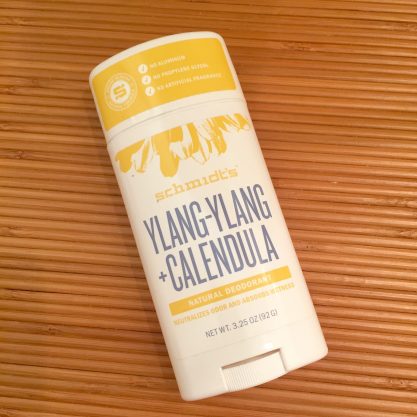 NO ALUMINUM
NO PROPYLENE GLYCOL
NO ARTIFICIAL FRAGRANCE
S
schmidt's
YLANG-YLANG
+CALENDULA
NATURAL DEODORANT
NEUTRALIZES ODOR AND ABSORBS WETNESS
NET WT. 3.25 OZ (92 G)